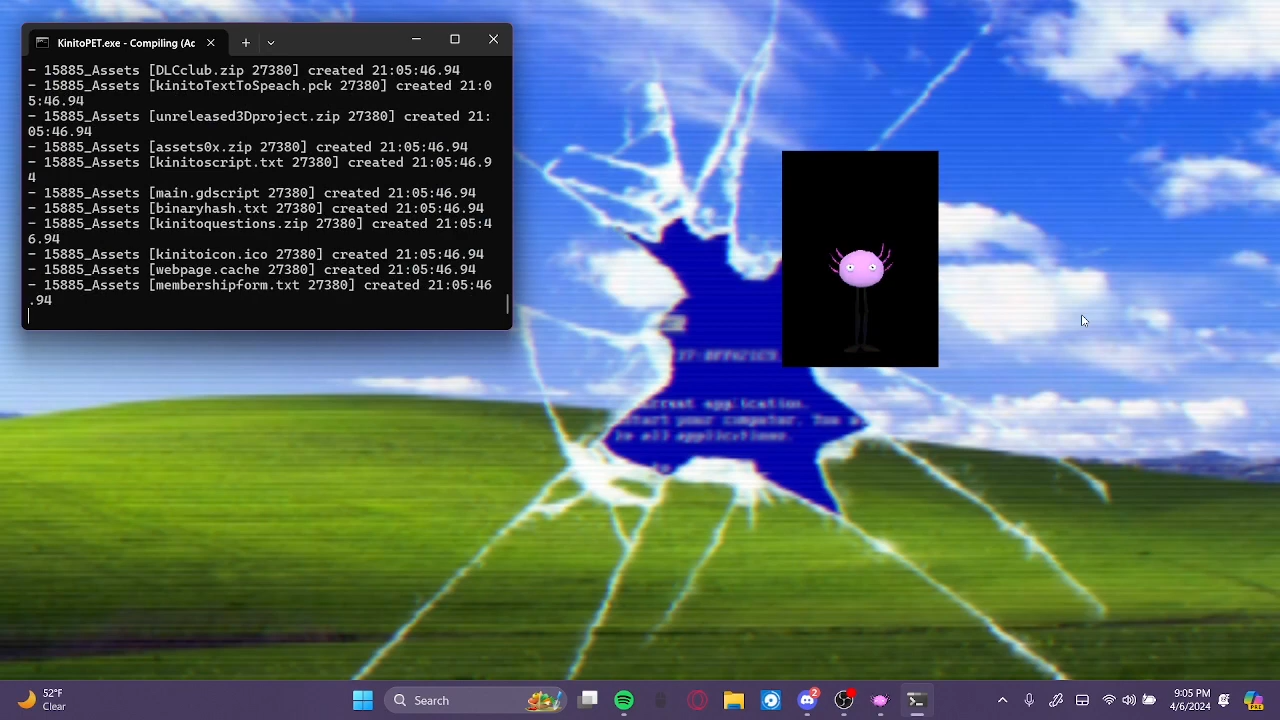 KinitoPET.exe - Compiling (Ac
- 15885_Assets [DLCclub.zip 27380] created 21:05:46.94
- 15885_Assets [kinitoTextToSpeach.pck 27380] created 21:0
5:46.94
- 15885_Assets [unreleased3Dproject.zip 27380] created 21:
05:46.94
- 15885_Assets [assets0x.zip 27380] created 21:05:46.94
- 15885_Assets [kinitoscript.txt 27380] created 21:05:46.9
4
- 15885_Assets [main.gdscript 27380] created 21:05:46.94
- 15885_Assets [binaryhash.txt 27380] created 21:05:46.94
- 15885_Assets [kinitoquestions.zip 27380] created 21:05:4
6.94
- 15885_Assets [kinitoicon.ico 27380] created 21:05:46.94
- 15885_Assets [webpage.cache 27380] created 21:05:46.94
- 15885_Assets [membershipform.txt 27380] created 21:05:46
.94
application.
your computer. You
52°F
Clear
Search
2
9:05 PM
4/6/2024
PRE